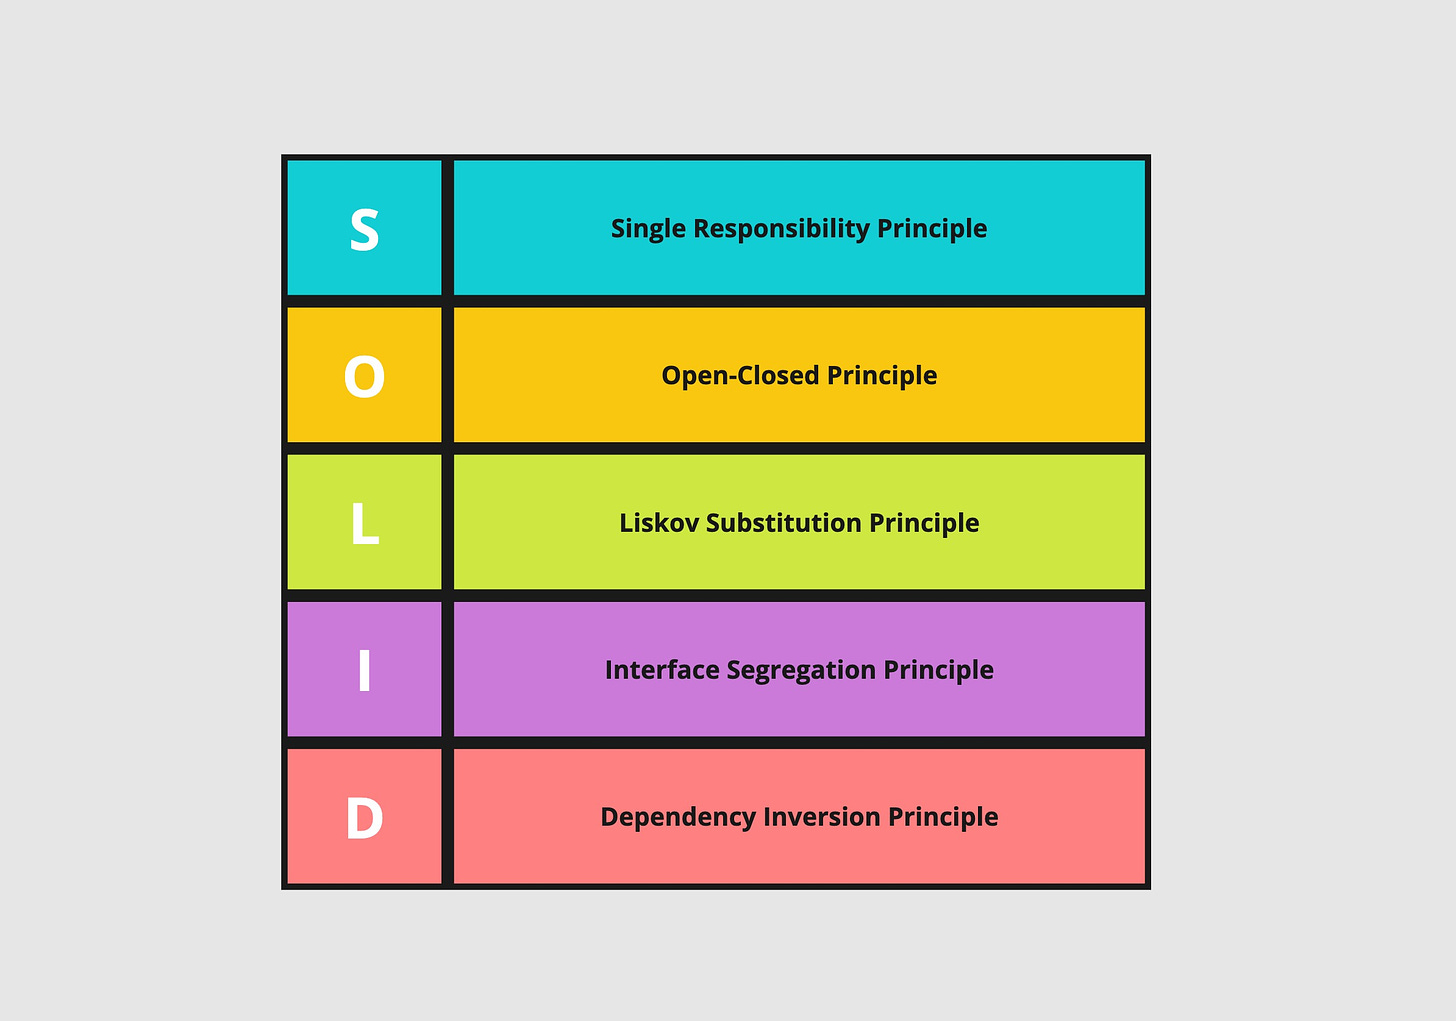 S
Single Responsibility Principle
O
Open-Closed Principle
L
Liskov Substitution Principle
I
Interface Segregation Principle
D
Dependency Inversion Principle